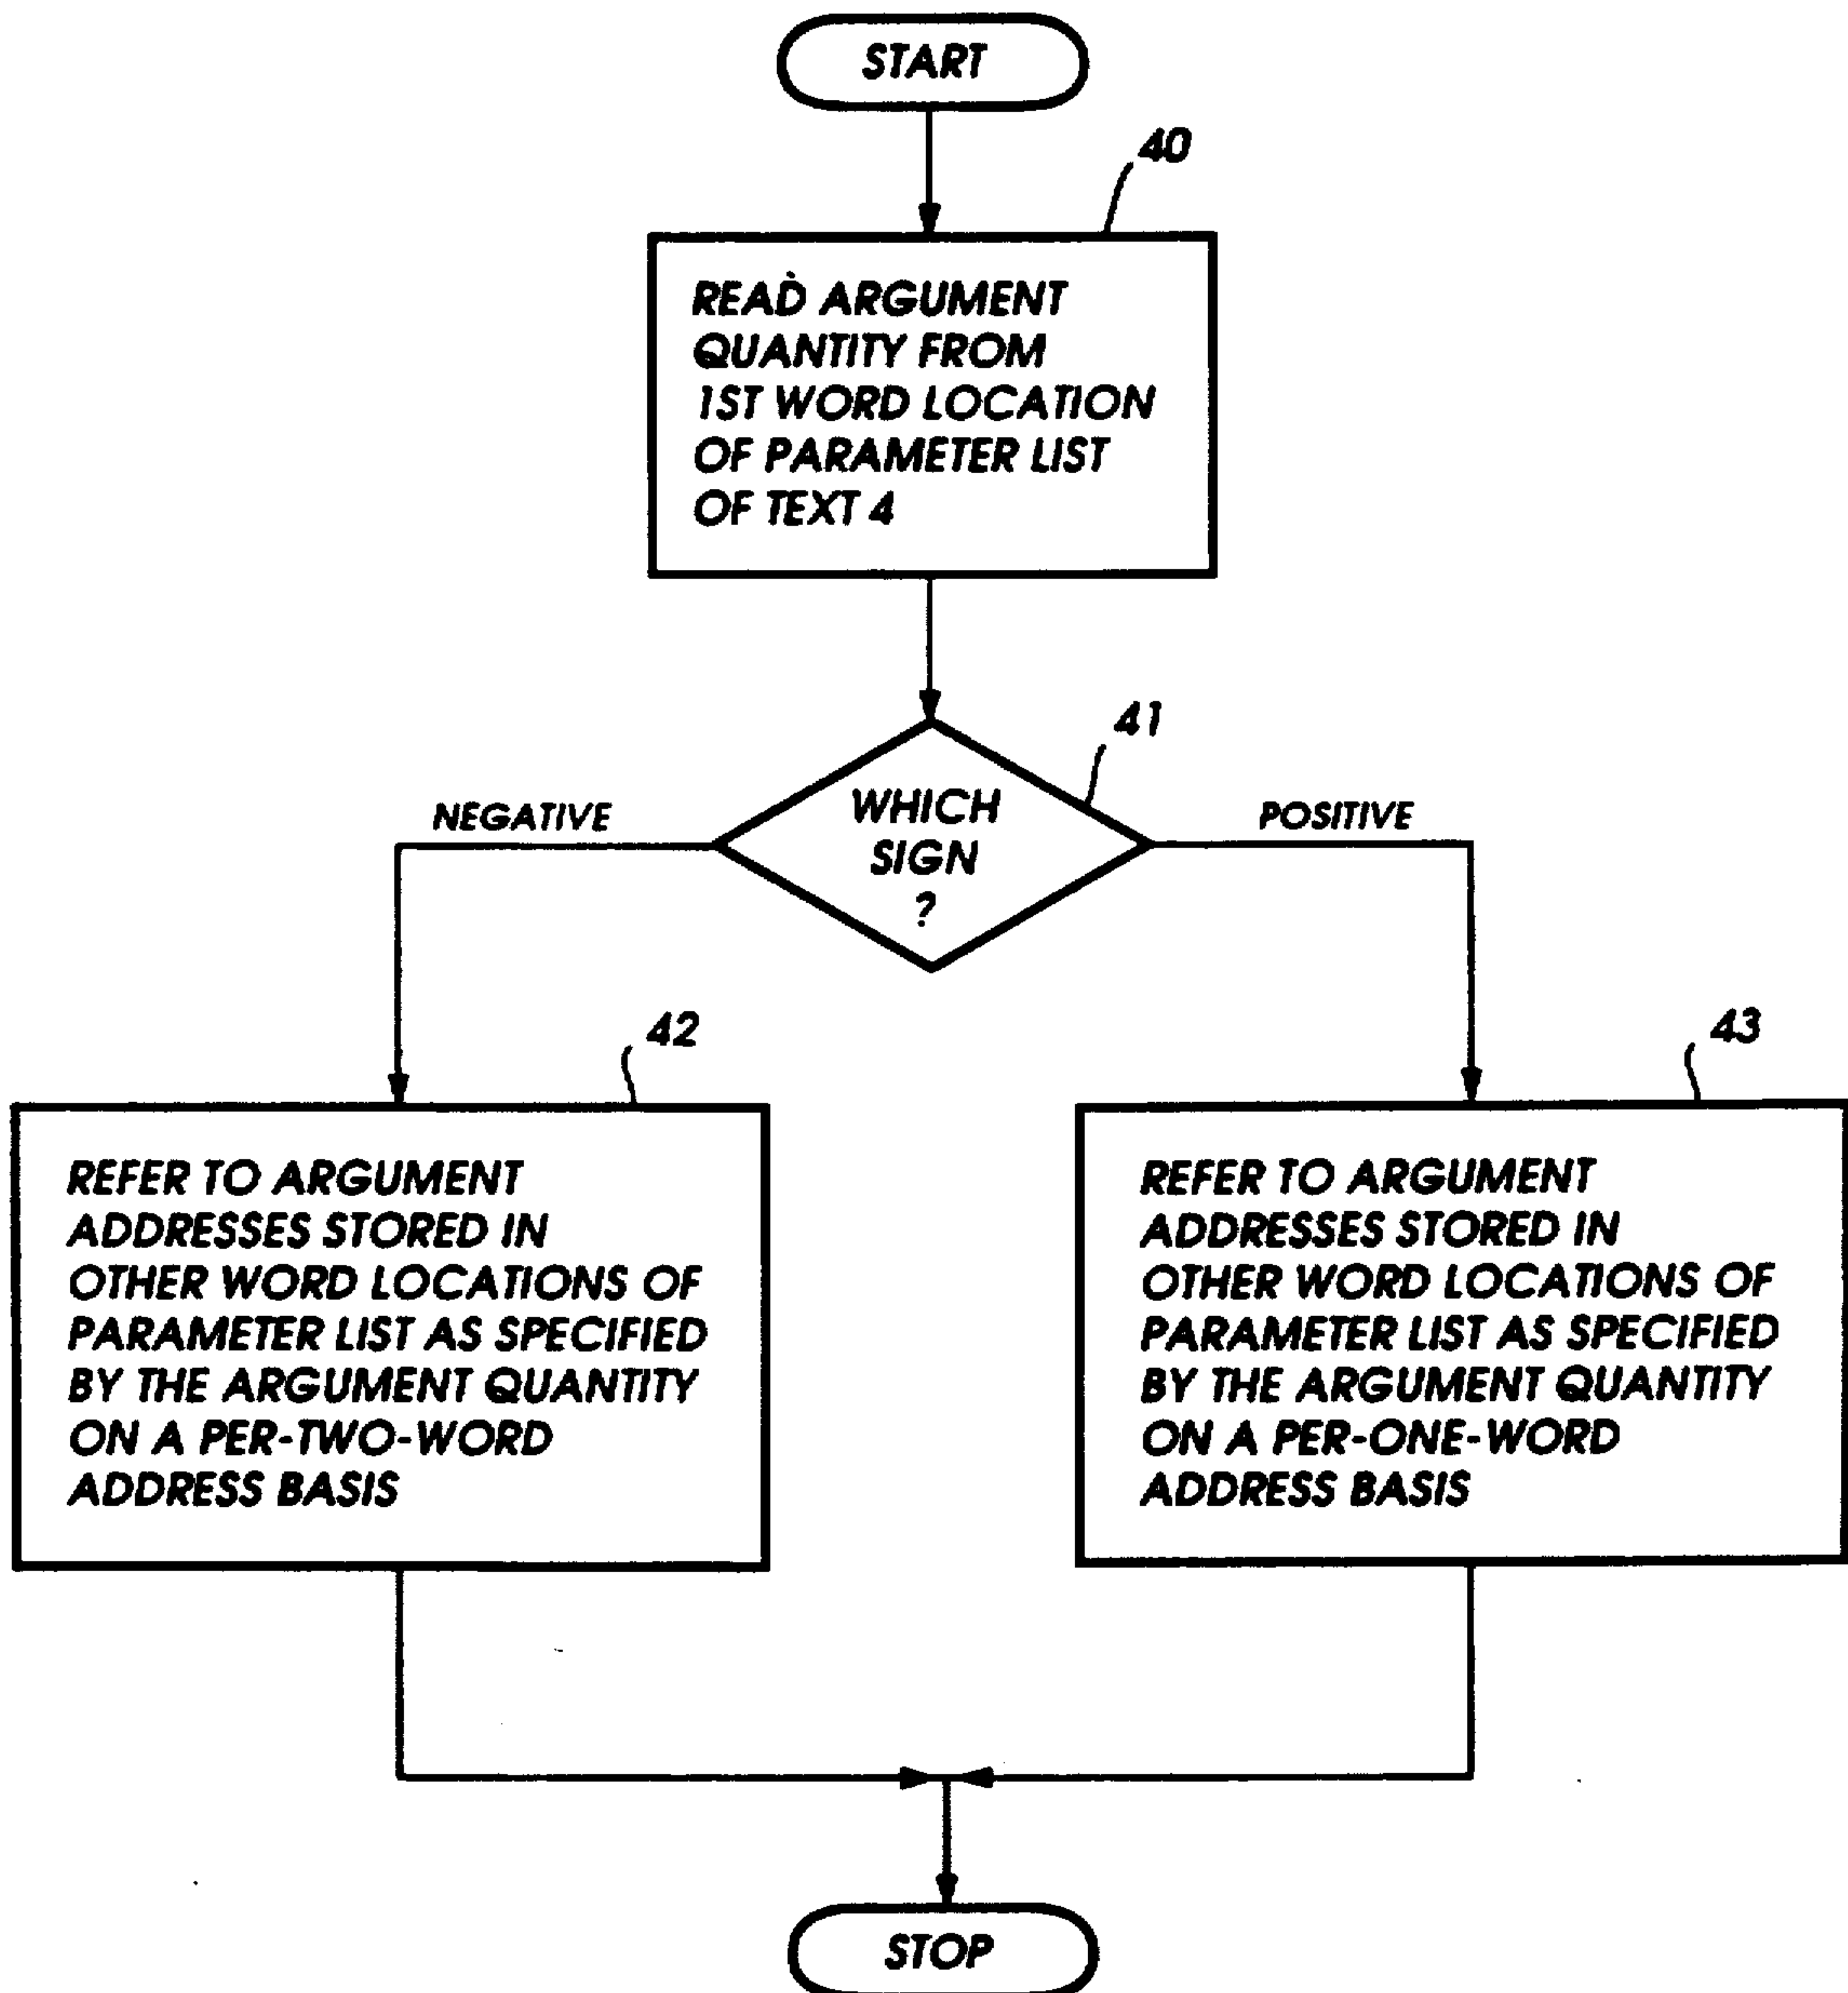 START
40
READ ARGUMENT
QUANTITY FROM
1ST WORD LOCATION
OF PARAMETER LIST
OF TEXT 4
41
WHICH
SIGN
?
NEGATIVE
POSITIVE
42
REFER TO ARGUMENT
ADDRESSES STORED IN
OTHER WORD LOCATIONS OF
PARAMETER LIST AS SPECIFIED
BY THE ARGUMENT QUANTITY
ON A PER-TWO-WORD
ADDRESS BASIS
43
REFER TO ARGUMENT
ADDRESSES STORED IN
OTHER WORD LOCATIONS OF
PARAMETER LIST AS SPECIFIED
BY THE ARGUMENT QUANTITY
ON A PER-ONE-WORD
ADDRESS BASIS
STOP